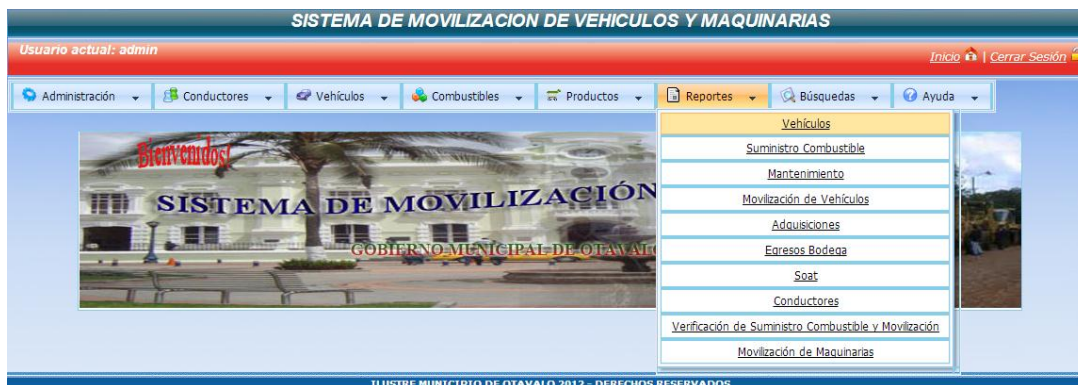 SISTEMA DE MOVILIZACION DE VEHICULOS Y MAQUINARIAS
Usuario actual: admin
Inicio | Cerrar Sesión
Administración Conductores Vehículos Combustibles Productos Reportes Búsquedas Ayuda
Vehículos
Suministro Combustible
Mantenimiento
Movilización de Vehículos
Adquisiciones
Egresos Bodega
Soat
Conductores
Verificación de Suministro Combustible y Movilización
Movilización de Maquinarias
Bienvenidos!
SISTEMA DE MOVILIZACIÓN
GOBIERNO MUNICIPAL DE OTAVALO
ILUSTRE MUNICIPIO DE OTAVALO 2012 - DERECHOS RESERVADOS